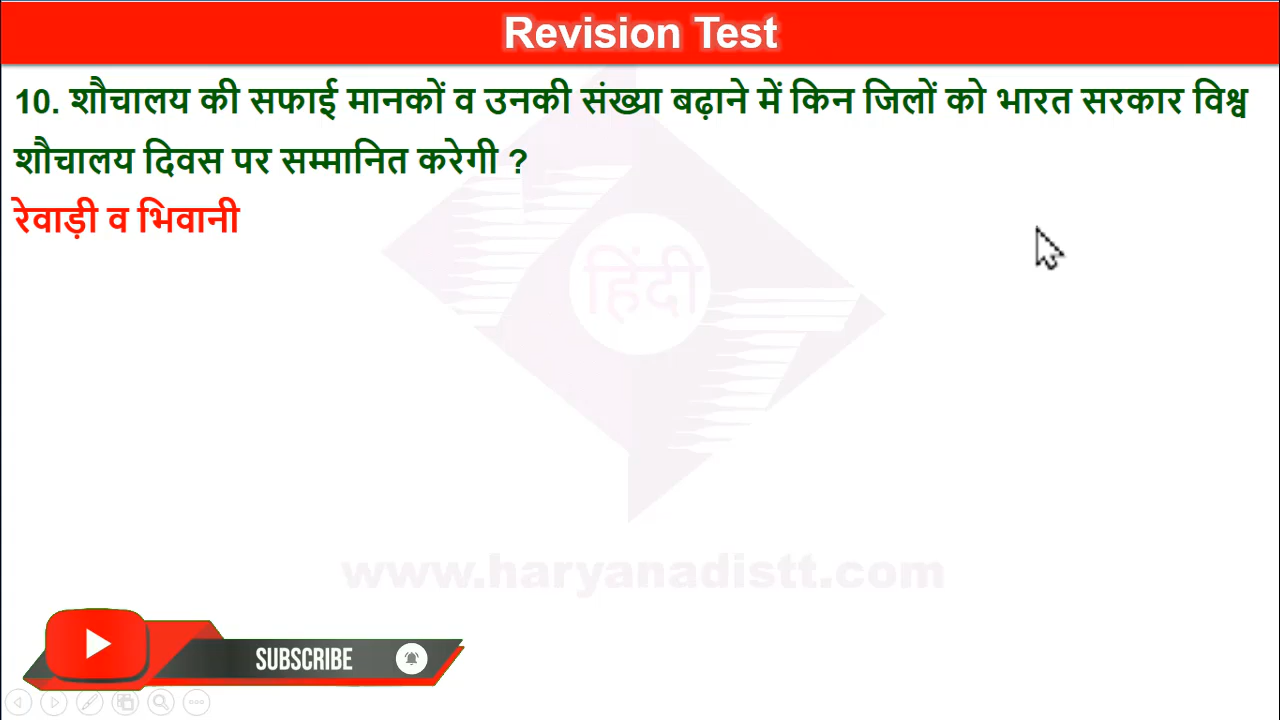 Revision Test
10. शौचालय की सफाई मानकों व उनकी संख्या बढ़ाने में किन जिलों को भारत सरकार विश्व
शौचालय दिवस पर सम्मानित करेगी ?
रेवाड़ी व भिवानी
हिंदी
www.haryanadistt.com
SUBSCRIBE